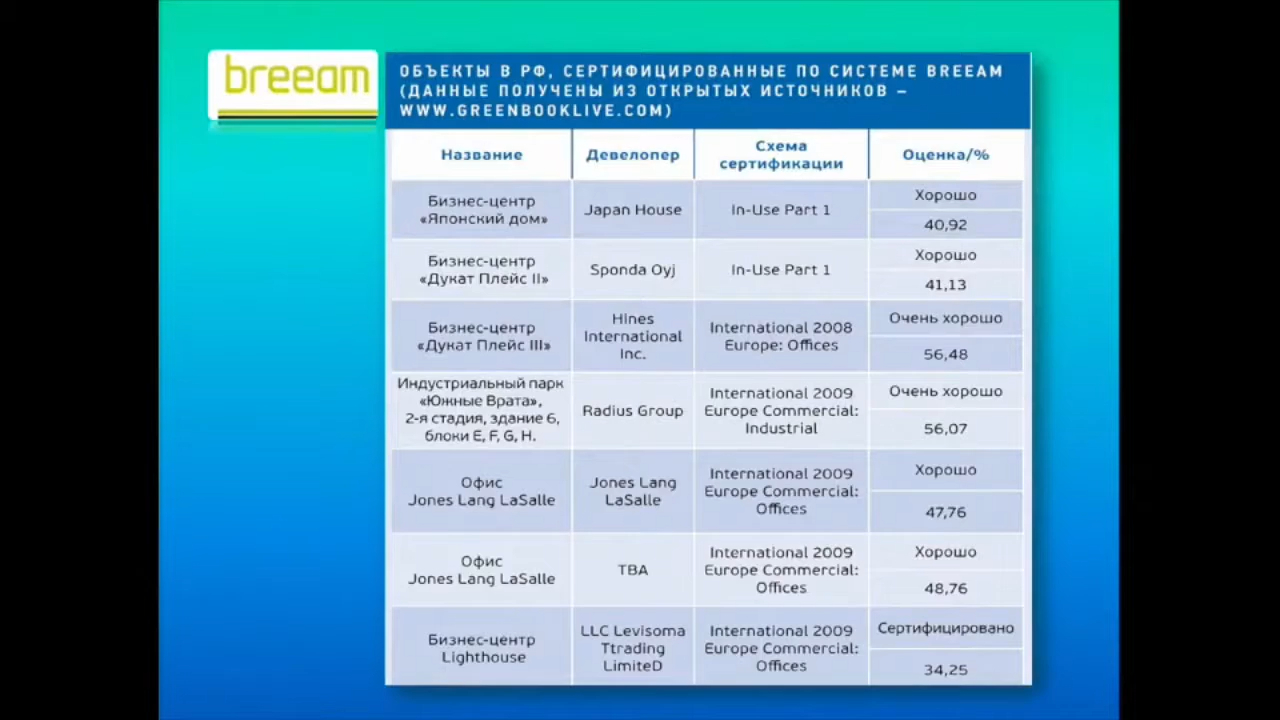 breeam
ОБЪЕКТЫ В РФ, СЕРТИФИЦИРОВАННЫЕ ПО СИСТЕМЕ BREEAM
(ДАННЫЕ ПОЛУЧЕНЫ ИЗ ОТКРЫТЫХ ИСТОЧНИКОВ –
WWW.GREENBOOKLIVE.COM)
Название
Девелопер
Схема
сертификации
Оценка/%
Бизнес-центр
«Японский дом»
Japan House
In-Use Part 1
Хорошо
40,92
Бизнес-центр
«Дукат Плейс II»
Sponda Oyj
In-Use Part 1
Хорошо
41,13
Бизнес-центр
«Дукат Плейс III»
Hines
International
Inc.
International 2008
Europe: Offices
Очень хорошо
56,48
Индустриальный парк
«Южные Врата»,
2-я стадия, здание 6,
блоки E, F, G, H.
Radius Group
International 2009
Europe Commercial:
Industrial
Очень хорошо
56,07
Офис
Jones Lang LaSalle
Jones Lang
LaSalle
International 2009
Europe Commercial:
Offices
Хорошо
47,76
Офис
Jones Lang LaSalle
TBA
International 2009
Europe Commercial:
Offices
Хорошо
48,76
Бизнес-центр
Lighthouse
LLC Levisoma
Ttrading
LimiteD
International 2009
Europe Commercial:
Offices
Сертифицировано
34,25